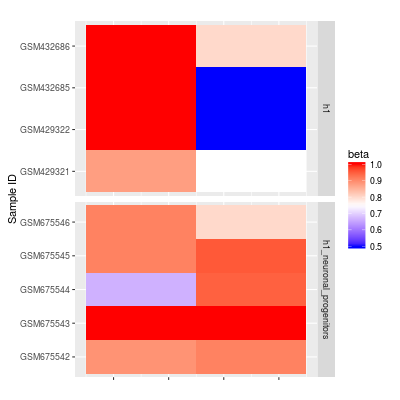 GSM432686
GSM432685
GSM429322
GSM429321
h1
GSM675546
GSM675545
GSM675544
GSM675543
GSM675542
h1_neuronal_progenitors
Sample ID
beta
1.0
0.9
0.8
0.7
0.6
0.5